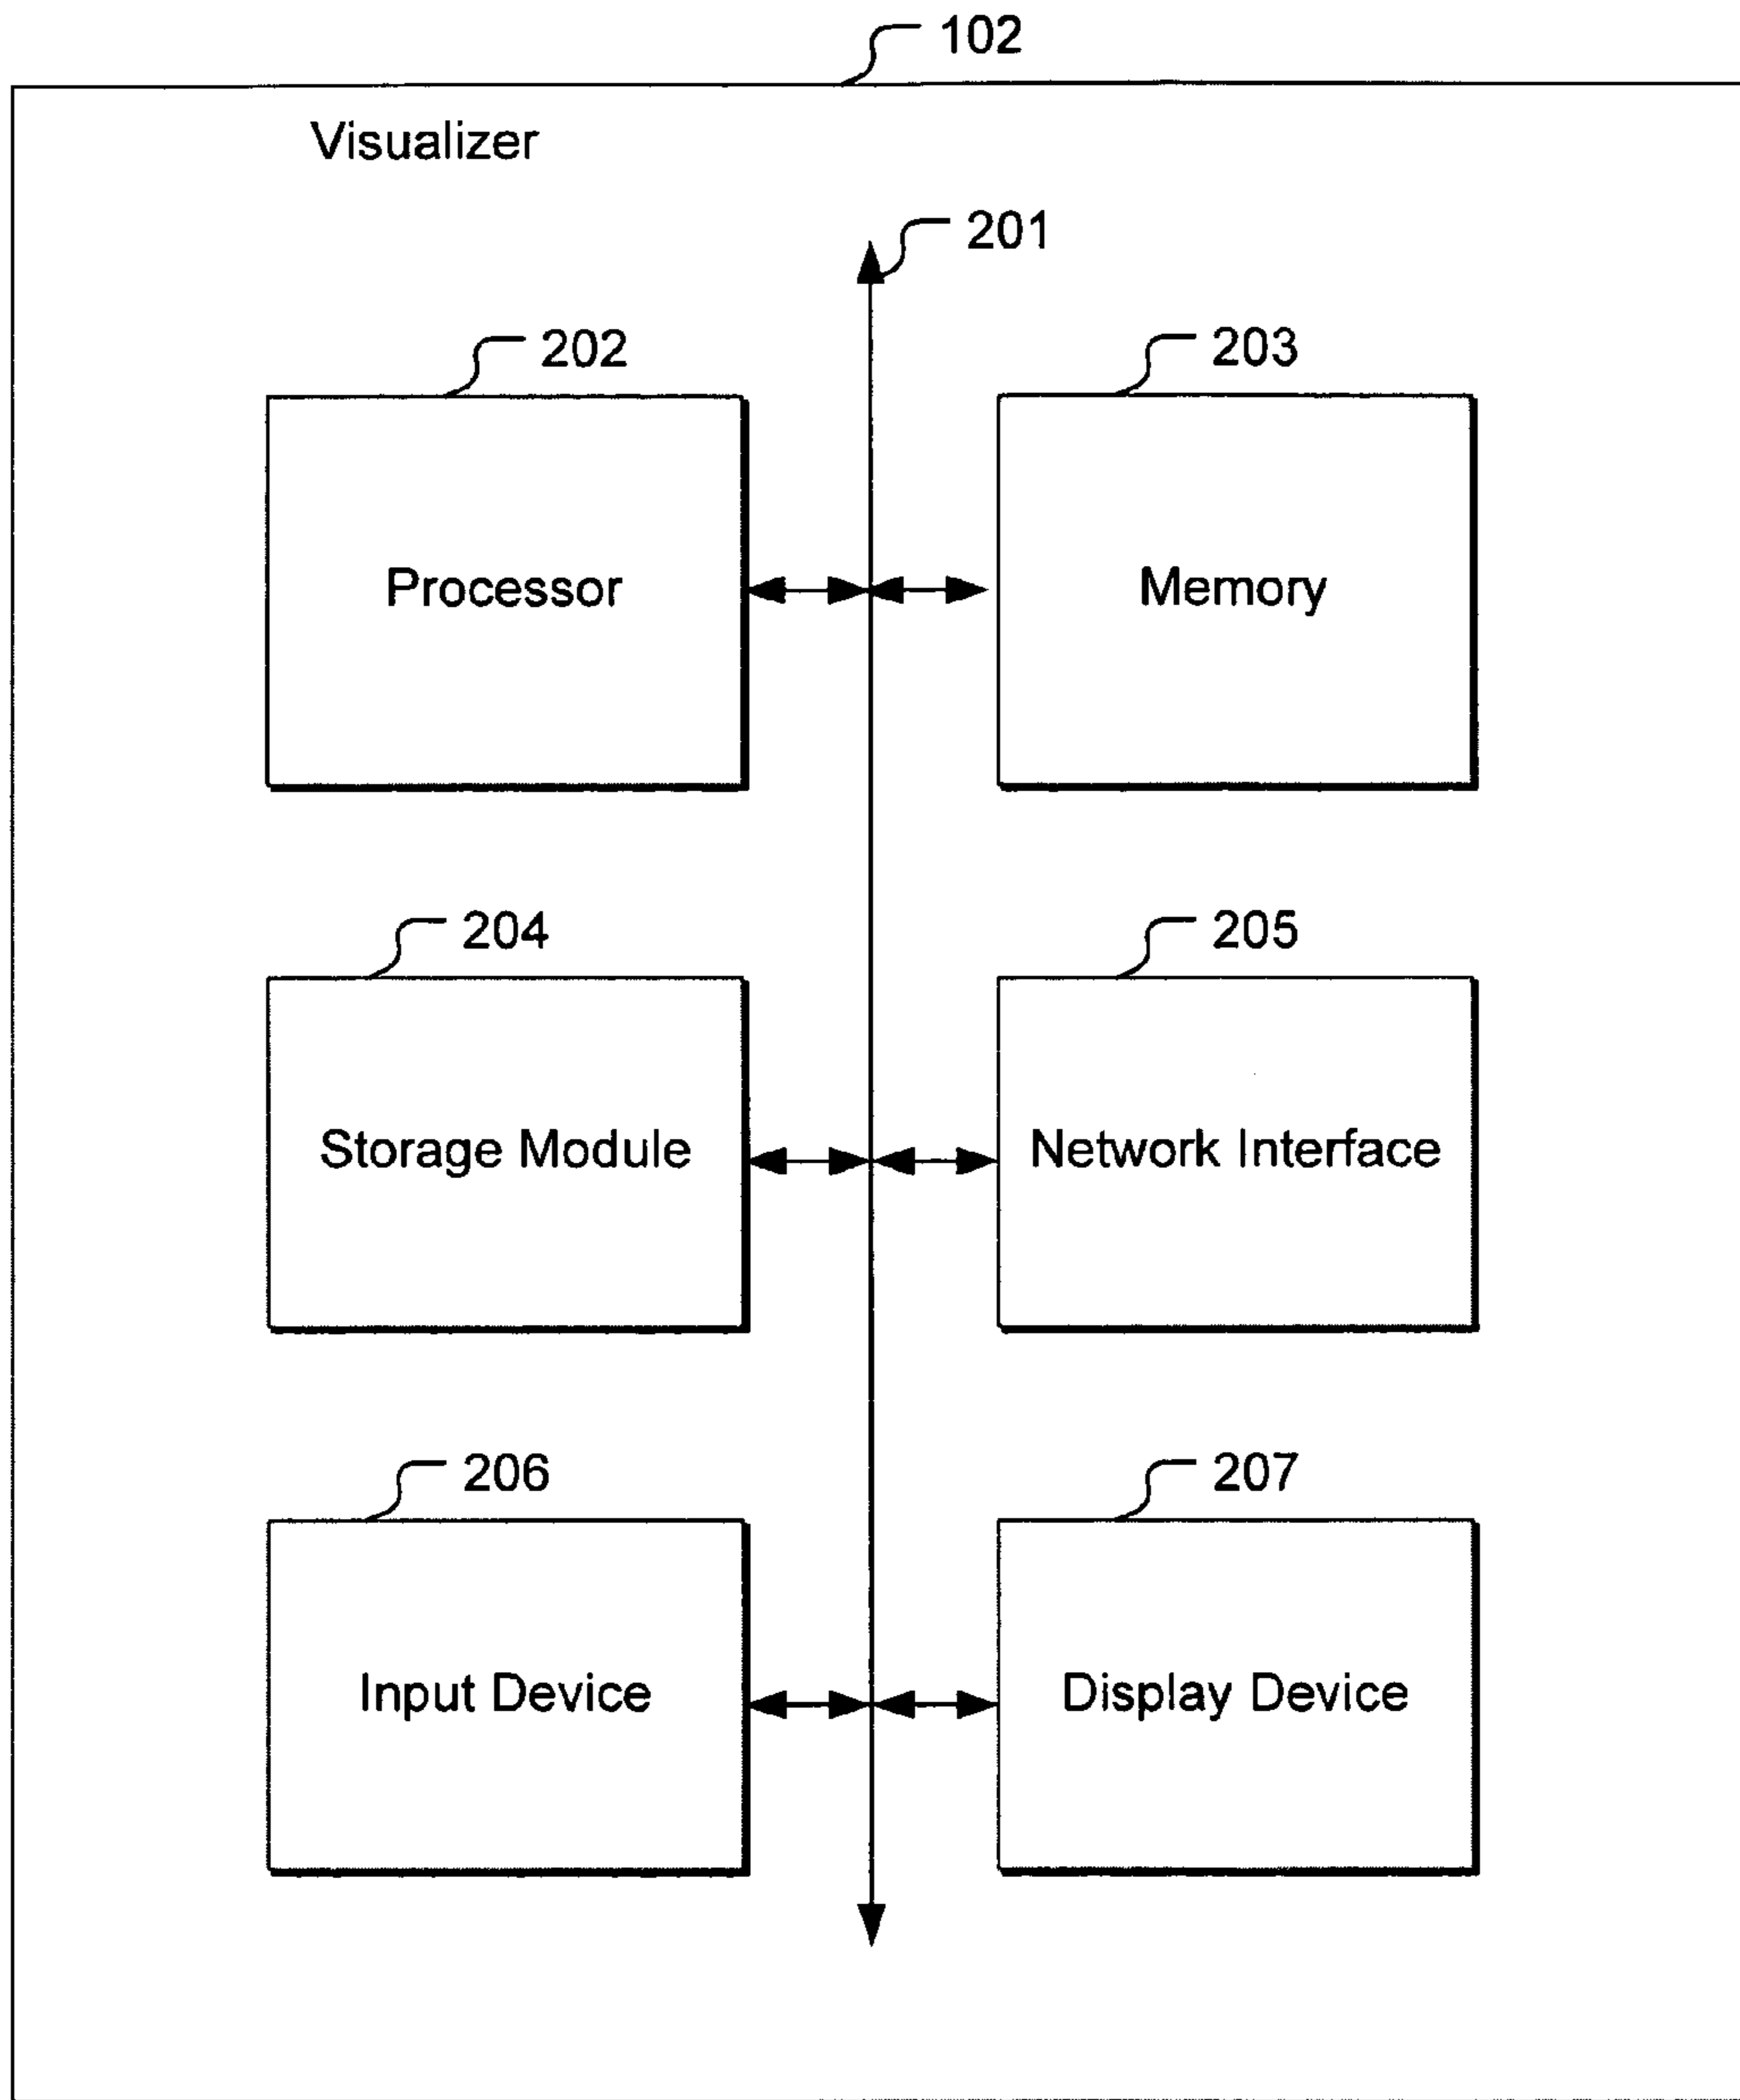 102
Visualizer
201
202
203
Processor
Memory
204
205
Storage Module
Network Interface
206
207
Input Device
Display Device